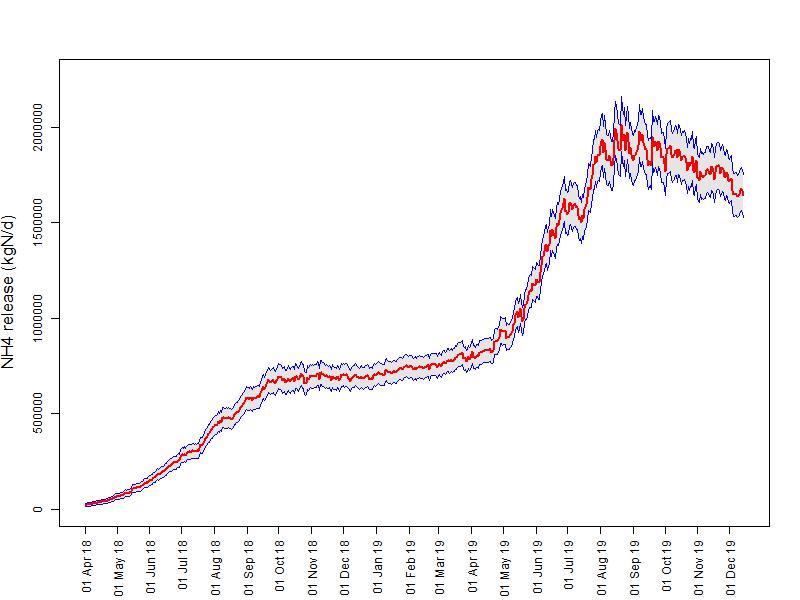 NH4 release (kgN/d)
2000000
1500000
1000000
500000
0
01 Apr 18
01 May 18
01 Jun 18
01 Jul 18
01 Aug 18
01 Sep 18
01 Oct 18
01 Nov 18
01 Dec 18
01 Jan 19
01 Feb 19
01 Mar 19
01 Apr 19
01 May 19
01 Jun 19
01 Jul 19
01 Aug 19
01 Sep 19
01 Oct 19
01 Nov 19
01 Dec 19